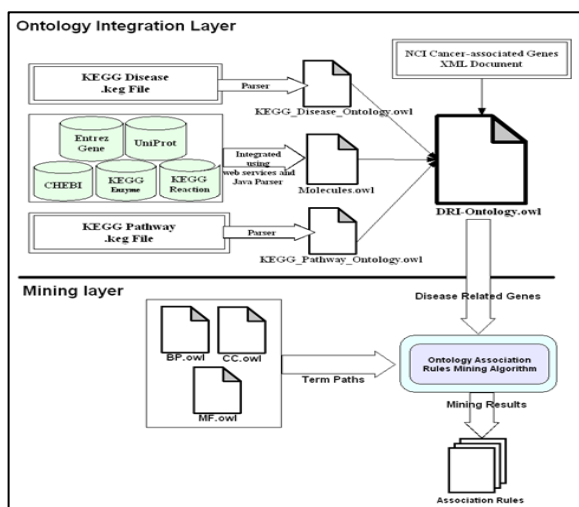 Ontology Integration Layer
NCI Cancer-associated Genes
XML Document
KEGG Disease
.keg File
Parser
KEGG_Disease_Ontology.owl
Entrez
Gene
UniProt
CHEBI
KEGG
Enzyme
KEGG
Reaction
Integrated
using
web services and
Java Parser
Molecules.owl
DRI-Ontology.owl
KEGG Pathway
.keg File
Parser
KEGG_Pathway_Ontology.owl
Mining layer
Disease Related Genes
BP.owl
CC.owl
MF.owl
Term Paths
Ontology Association
Rules Mining Algorithm
Mining Results
Association Rules